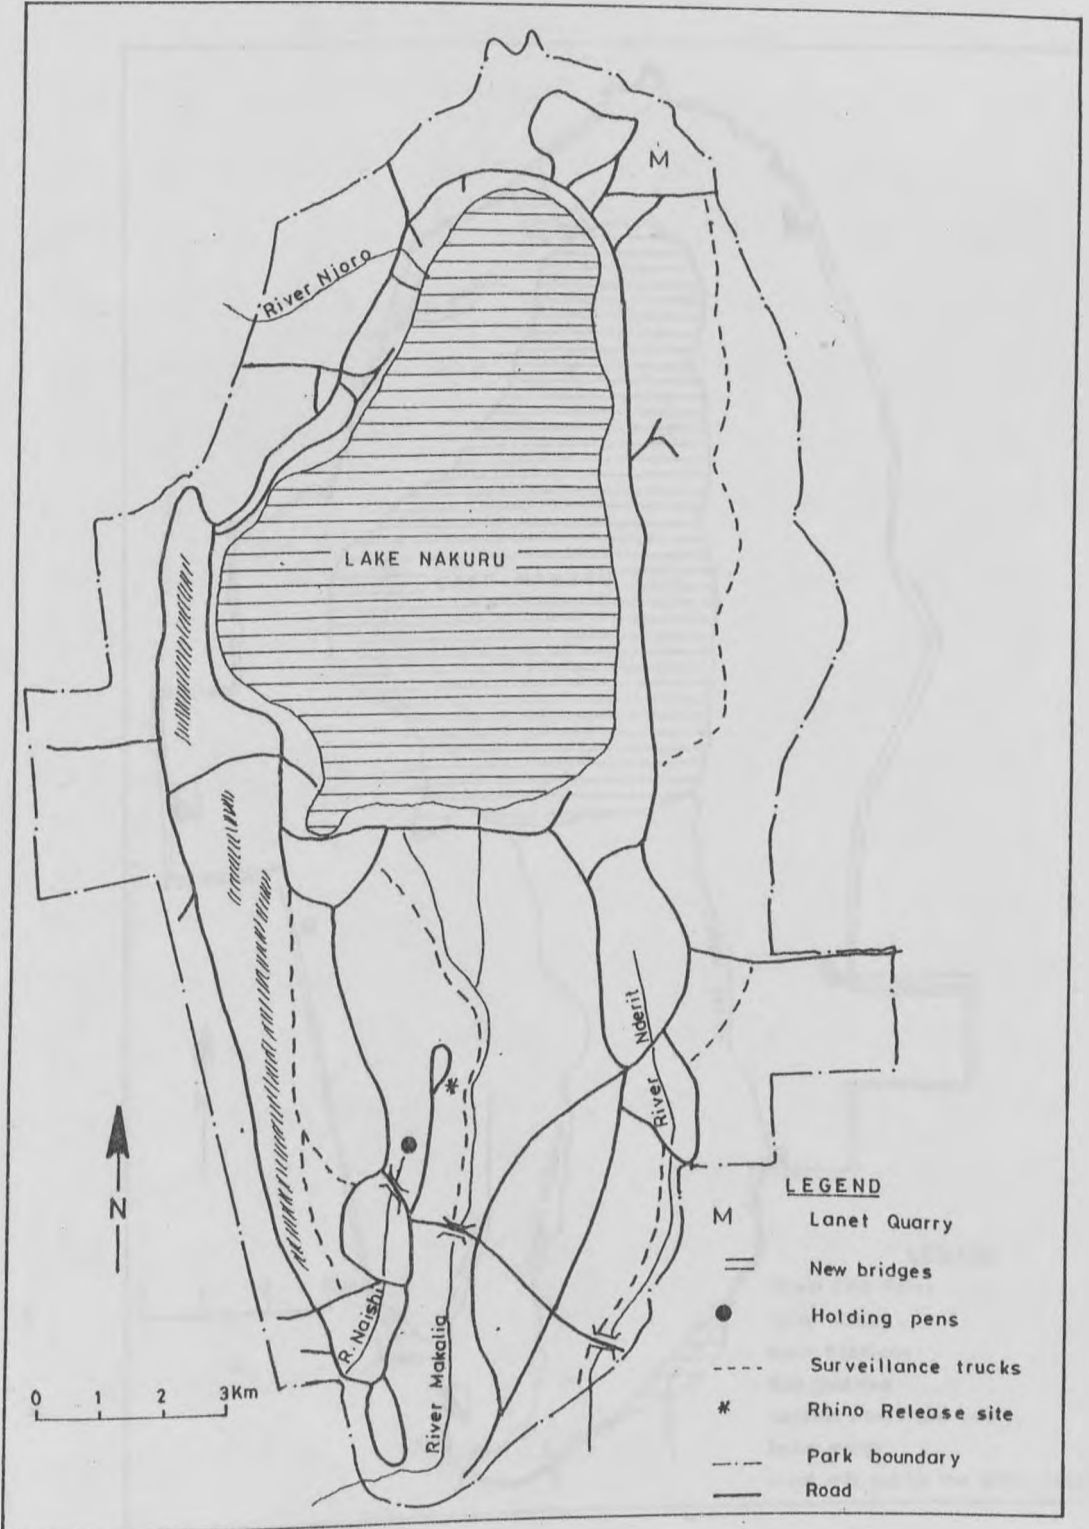 M
River Njoro
LAKE NAKURU
River Nderit
N
R. Naishi
River Makalia
0 1 2 3Km
LEGEND
M Lanet Quarry
New bridges
Holding pens
Surveillance trucks
* Rhino Release site
Park boundary
Road